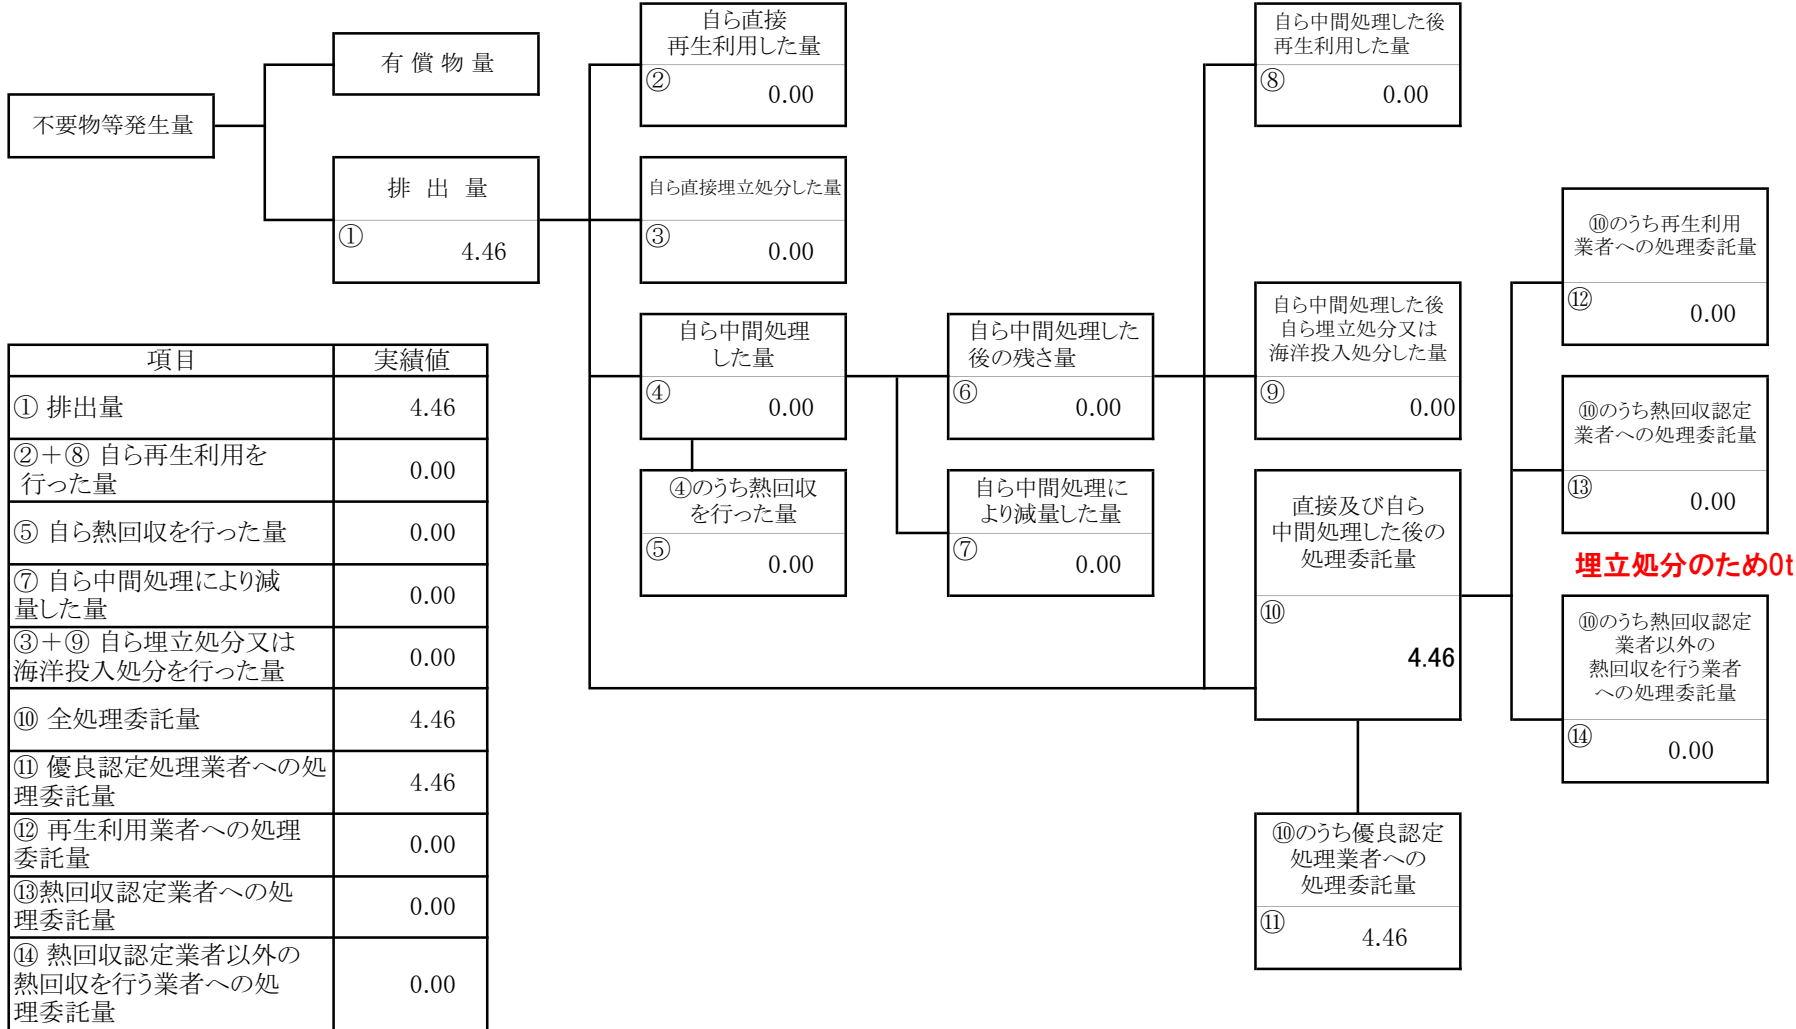 不要物等発生量
有 償 物 量
排 出 量
①
4.46
自ら直接
再生利用した量
②
0.00
自ら直接埋立処分した量
③
0.00
自ら中間処理
した量
④
0.00
④のうち熱回収
を行った量
⑤
0.00
自ら中間処理した
後の残さ量
⑥
0.00
自ら中間処理に
より減量した量
⑦
0.00
自ら中間処理した後
再生利用した量
⑧
0.00
自ら中間処理した後
自ら埋立処分又は
海洋投入処分した量
⑨
0.00
直接及び自ら
中間処理した後の
処理委託量
⑩
4.46
⑩のうち優良認定
処理業者への
処理委託量
⑪
4.46
⑩のうち再生利用
業者への処理委託量
⑫
0.00
⑩のうち熱回収認定
業者への処理委託量
⑬
0.00
埋立処分のため0t
⑩のうち熱回収認定
業者以外の
熱回収を行う業者
への処理委託量
⑭
0.00
項目 実績値
① 排出量 4.46
②＋⑧ 自ら再生利用を
行った量 0.00
⑤ 自ら熱回収を行った量 0.00
⑦ 自ら中間処理により減
量した量 0.00
③＋⑨ 自ら埋立処分又は
海洋投入処分を行った量 0.00
⑩ 全処理委託量 4.46
⑪ 優良認定処理業者への処
理委託量 4.46
⑫ 再生利用業者への処理
委託量 0.00
⑬熱回収認定業者への処
理委託量 0.00
⑭ 熱回収認定業者以外の
熱回収を行う業者への処
理委託量 0.00